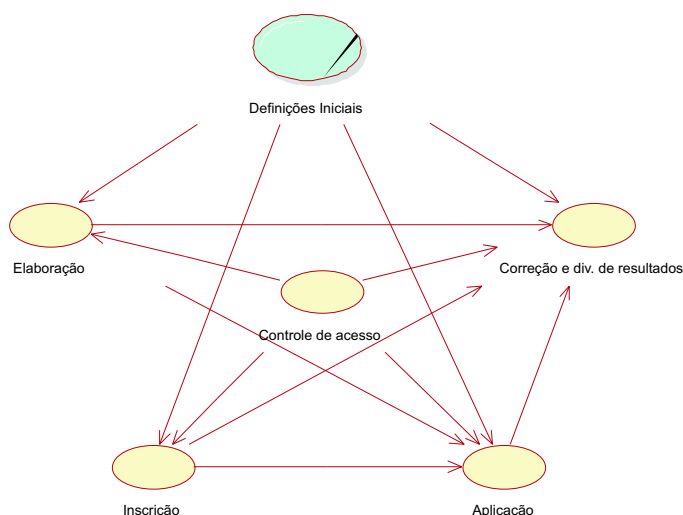 Definições Iniciais
Elaboração
Correção e div. de resultados
Controle de acesso
Inscrição
Aplicação